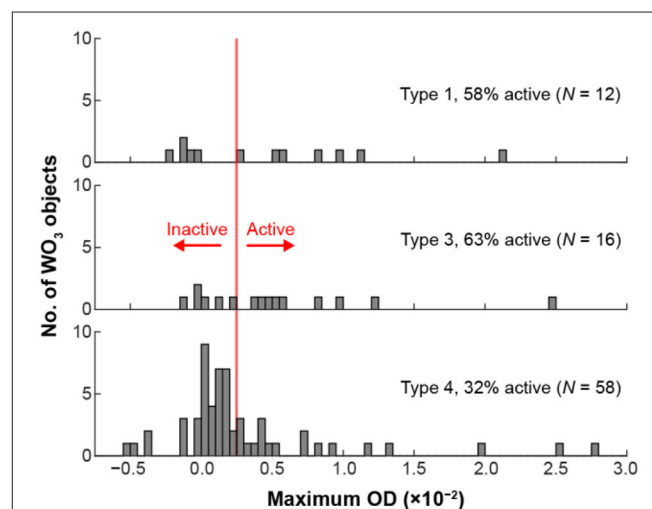 No. of WO₃ objects
10
5
0
Type 1, 58% active (N = 12)
10
5
0
Inactive
Active
Type 3, 63% active (N = 16)
10
5
0
Type 4, 32% active (N = 58)
−0.5 0.0 0.5 1.0 1.5 2.0 2.5 3.0
Maximum OD (×10⁻²)